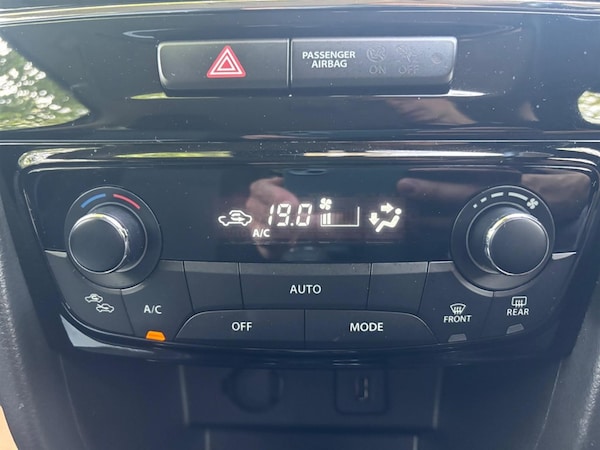 PASSENGER
AIRBAG
ON OFF
19.0
A/C
AUTO
A/C
OFF
MODE
FRONT
REAR